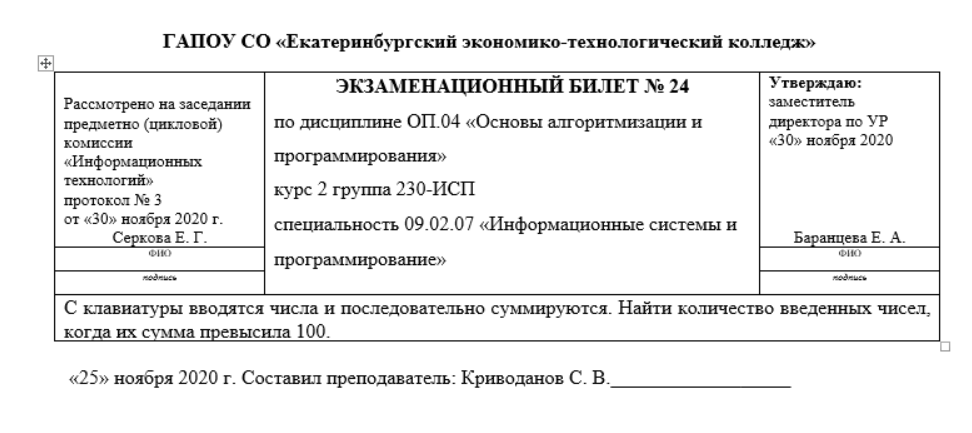 ГАПОУ СО «Екатеринбургский экономико-технологический колледж»
Рассмотрено на заседании
предметно (цикловой)
комиссии
«Информационных
технологий»
протокол № 3
от «30» ноября 2020 г.
Серкова Е. Г.
ФИО
подпись
ЭКЗАМЕНАЦИОННЫЙ БИЛЕТ № 24
по дисциплине ОП.04 «Основы алгоритмизации и
программирования»
курс 2 группа 230-ИСП
специальность 09.02.07 «Информационные системы и
программирование»
Утверждаю:
заместитель
директора по УР
«30» ноября 2020
Баранцева Е. А.
ФИО
подпись
С клавиатуры вводятся числа и последовательно суммируются. Найти количество введенных чисел,
когда их сумма превысила 100.
«25» ноября 2020 г. Составил преподаватель: Криводанов С. В.___________________